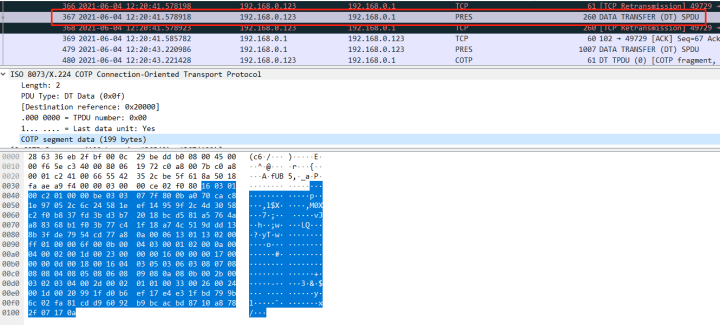 366 2021-06-04 12:20:41.578198 192.168.0.123 192.168.0.1 TCP 61 [TCP Retransmission] 49729 →
367 2021-06-04 12:20:41.578918 192.168.0.123 192.168.0.1 PRES 260 DATA TRANSFER (DT) SPDU
368 2021-06-04 12:20:41.578923 192.168.0.123 192.168.0.1 TCP 260 [TCP Retransmission] 49729 →
369 2021-06-04 12:20:41.585782 192.168.0.1 192.168.0.123 TCP 60 102 → 49729 [ACK] Seq=67 Ack
479 2021-06-04 12:20:43.220986 192.168.0.1 192.168.0.123 PRES 1007 DATA TRANSFER (DT) SPDU
480 2021-06-04 12:20:43.221428 192.168.0.123 192.168.0.1 COTP 61 DT TPDU (0) [COTP fragment,
ISO 8073/X.224 COTP Connection-Oriented Transport Protocol
Length: 2
PDU Type: DT Data (0x0f)
[Destination reference: 0x20000]
.000 0000 = TPDU number: 0x00
1... .... = Last data unit: Yes
COTP segment data (199 bytes)
0000 28 63 36 eb 2f bf 00 0c 29 be dd b0 08 00 45 00 (c6·/···)·····E·
0010 00 f6 5e c3 40 00 80 06 19 72 c0 a8 00 7b c0 a8
0020 00 01 c2 41 00 66 55 42 35 2c be 5f 61 8a 50 18
0030 fa ae a9 f4 00 00 03 00 00 ce 02 f0 80 16 03 01
0040 00 c2 01 00 00 be 03 03 07 7f 80 0b a0 70 ca c8
0050 1e 97 05 2c 6c 24 58 1e ef 14 95 9f 2c 4d 30 58
0060 c2 f0 b8 37 fd 3b d3 b7 20 18 bc d5 81 a5 76 4a
0070 a8 83 68 b1 f0 3b 77 c4 1f 18 a7 4c 51 9d dd 13
0080 8b 3f de 79 54 cd 77 a8 0a 00 06 13 01 13 02 00
0090 ff 01 00 00 6f 00 0b 00 04 03 00 01 02 00 0a 00
00a0 04 00 02 00 1d 00 23 00 00 00 16 00 00 00 17 00
00b0 00 00 0d 00 18 00 16 04 03 05 03 06 03 08 07 08
00c0 08 08 04 08 05 08 06 08 09 08 0a 08 0b 00 2b 00
00d0 03 02 03 04 00 2d 00 02 01 01 00 33 00 26 00 24
00e0 00 1d 00 20 99 1f d0 b6 ef 17 e4 e3 1f bd 79 9b
00f0 6c 02 fa 81 cd d9 60 92 b9 bc ac bd 87 10 a8 78
0100 2f 07 17 0a